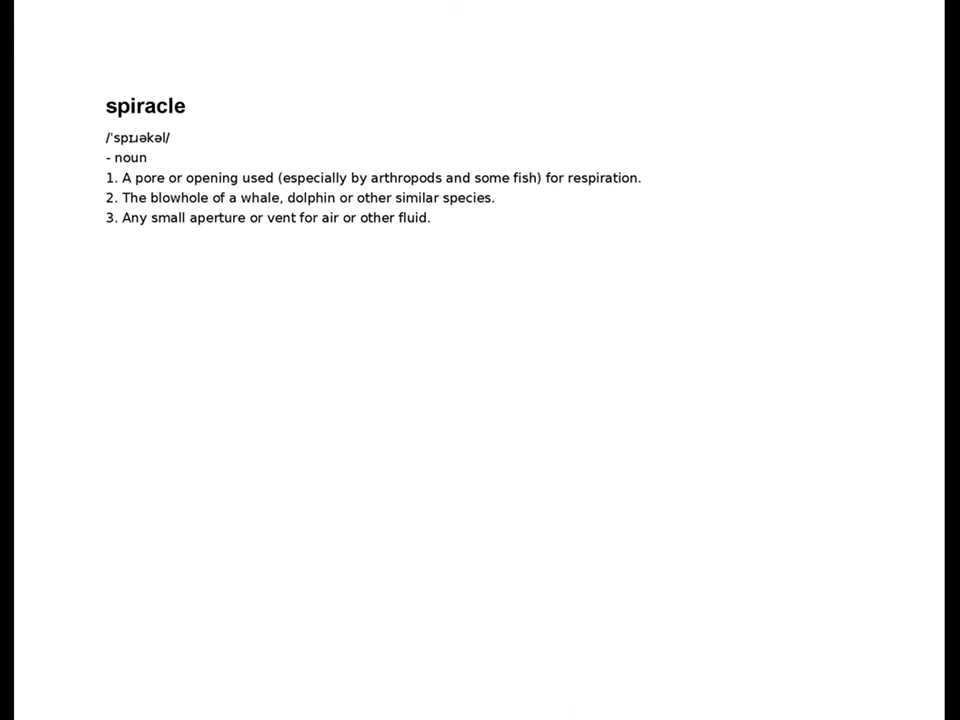 spiracle
/ˈspɪɹəkəl/
- noun
1. A pore or opening used (especially by arthropods and some fish) for respiration.
2. The blowhole of a whale, dolphin or other similar species.
3. Any small aperture or vent for air or other fluid.